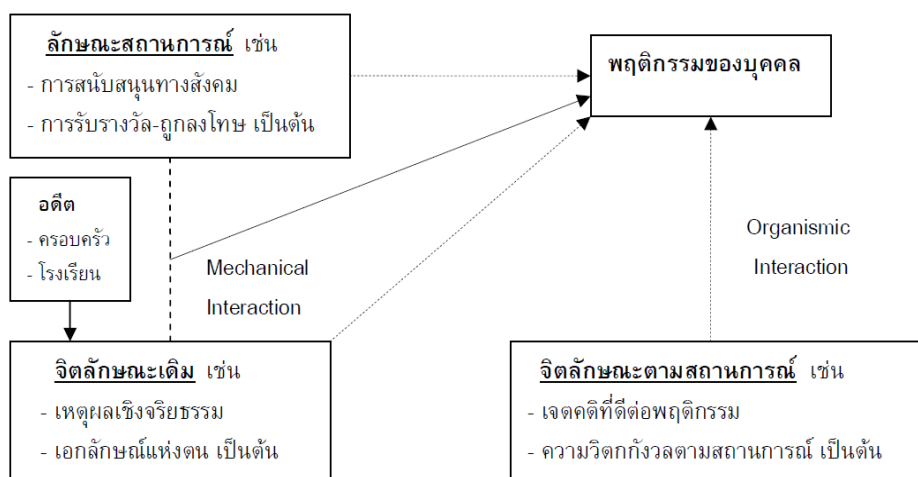 ลักษณะสถานการณ์ เช่น
- การสนับสนุนทางสังคม
- การรับรางวัล-ถูกลงโทษ เป็นต้น
พฤติกรรมของบุคคล
อดีต
- ครอบครัว
- โรงเรียน
Mechanical
Interaction
Organismic
Interaction
จิตลักษณะเดิม เช่น
- เหตุผลเชิงจริยธรรม
- เอกลักษณ์แห่งตน เป็นต้น
จิตลักษณะตามสถานการณ์ เช่น
- เจตคติที่ดีต่อพฤติกรรม
- ความวิตกกังวลตามสถานการณ์ เป็นต้น